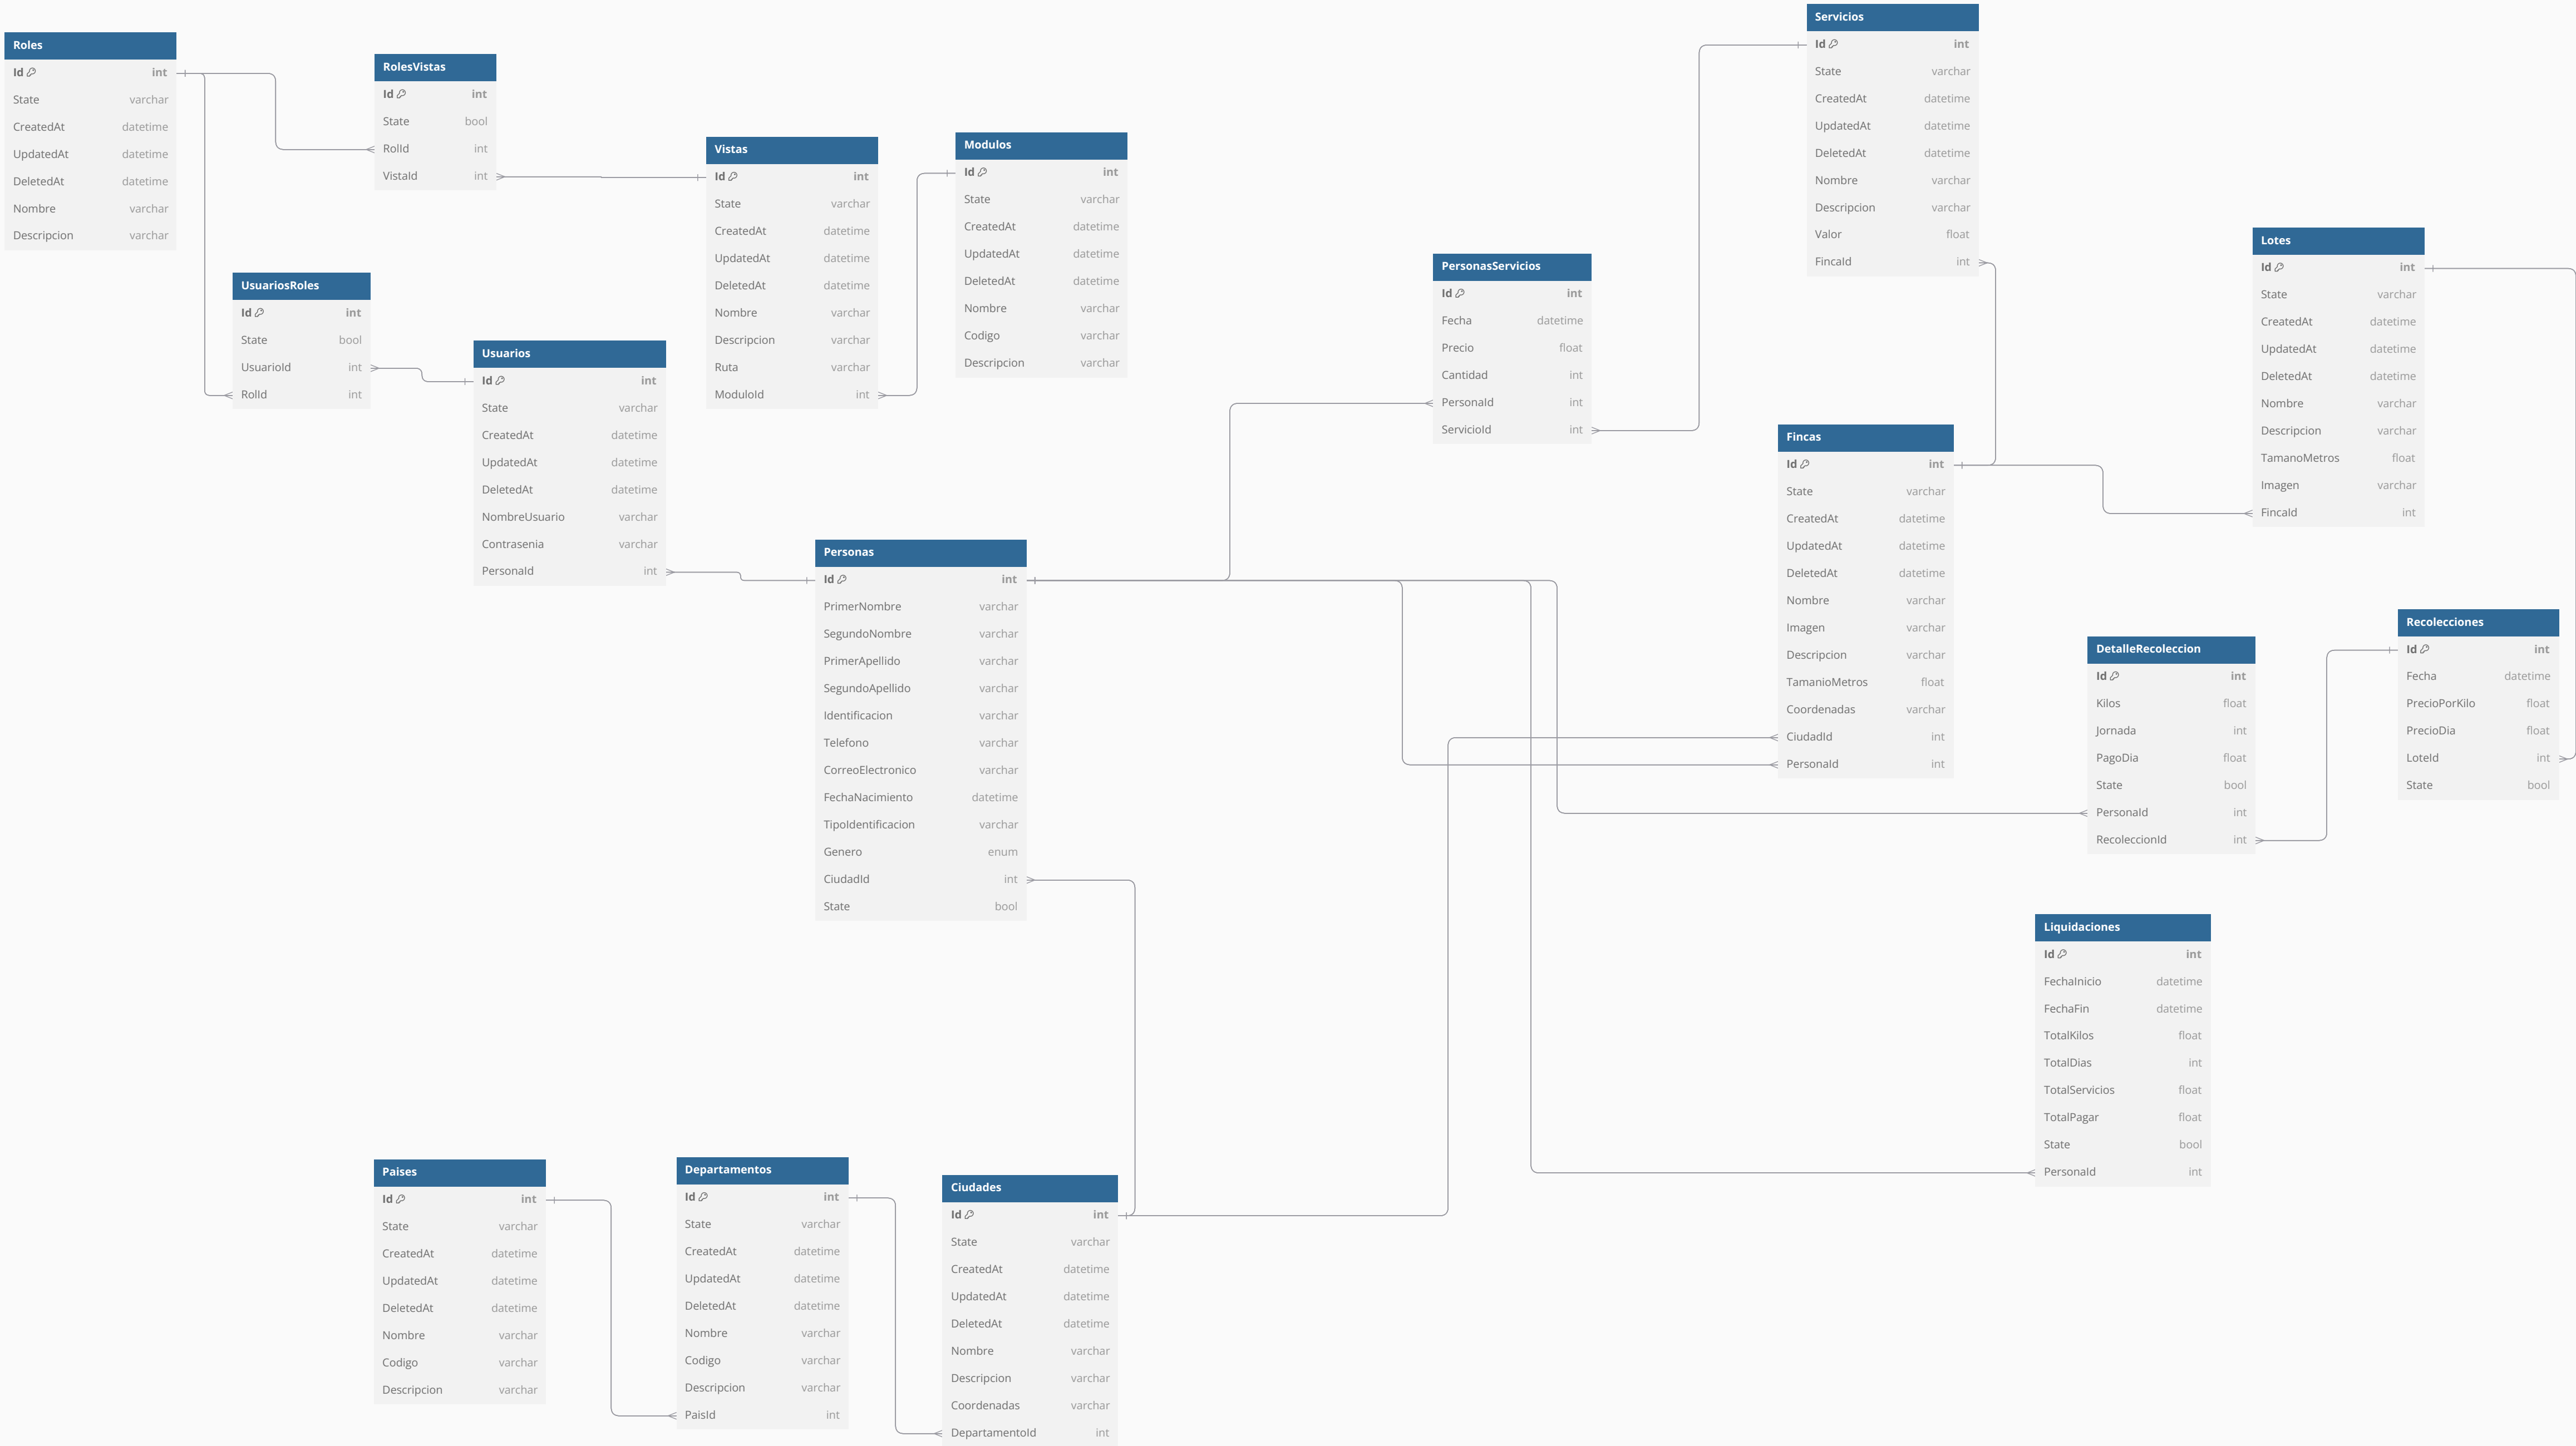 Roles
Id int
State varchar
CreatedAt datetime
UpdatedAt datetime
DeletedAt datetime
Nombre varchar
Descripcion varchar
RolesVistas
Id int
State bool
RolId int
VistaId int
UsuariosRoles
Id int
State bool
UsuarioId int
RolId int
Usuarios
Id int
State varchar
CreatedAt datetime
UpdatedAt datetime
DeletedAt datetime
NombreUsuario varchar
Contrasenia varchar
PersonaId int
Vistas
Id int
State varchar
CreatedAt datetime
UpdatedAt datetime
DeletedAt datetime
Nombre varchar
Descripcion varchar
Ruta varchar
ModuloId int
Modulos
Id int
State varchar
CreatedAt datetime
UpdatedAt datetime
DeletedAt datetime
Nombre varchar
Codigo varchar
Descripcion varchar
Personas
Id int
PrimerNombre varchar
SegundoNombre varchar
PrimerApellido varchar
SegundoApellido varchar
Identificacion varchar
Telefono varchar
CorreoElectronico varchar
FechaNacimiento datetime
TipoIdentificacion varchar
Genero enum
CiudadId int
State bool
PersonasServicios
Id int
Fecha datetime
Precio float
Cantidad int
PersonaId int
ServicioId int
Servicios
Id int
State varchar
CreatedAt datetime
UpdatedAt datetime
DeletedAt datetime
Nombre varchar
Descripcion varchar
Valor float
FincaId int
Fincas
Id int
State varchar
CreatedAt datetime
UpdatedAt datetime
DeletedAt datetime
Nombre varchar
Imagen varchar
Descripcion varchar
TamanioMetros float
Coordenadas varchar
CiudadId int
PersonaId int
Lotes
Id int
State varchar
CreatedAt datetime
UpdatedAt datetime
DeletedAt datetime
Nombre varchar
Descripcion varchar
TamanoMetros float
Imagen varchar
FincaId int
DetalleRecoleccion
Id int
Kilos float
Jornada int
PagoDia float
State bool
PersonaId int
RecoleccionId int
Recolecciones
Id int
Fecha datetime
PrecioPorKilo float
PrecioDia float
LoteId int
State bool
Liquidaciones
Id int
FechaInicio datetime
FechaFin datetime
TotalKilos float
TotalDias int
TotalServicios float
TotalPagar float
State bool
PersonaId int
Paises
Id int
State varchar
CreatedAt datetime
UpdatedAt datetime
DeletedAt datetime
Nombre varchar
Codigo varchar
Descripcion varchar
Departamentos
Id int
State varchar
CreatedAt datetime
UpdatedAt datetime
DeletedAt datetime
Nombre varchar
Codigo varchar
Descripcion varchar
PaisId int
Ciudades
Id int
State varchar
CreatedAt datetime
UpdatedAt datetime
DeletedAt datetime
Nombre varchar
Descripcion varchar
Coordenadas varchar
DepartamentoId int